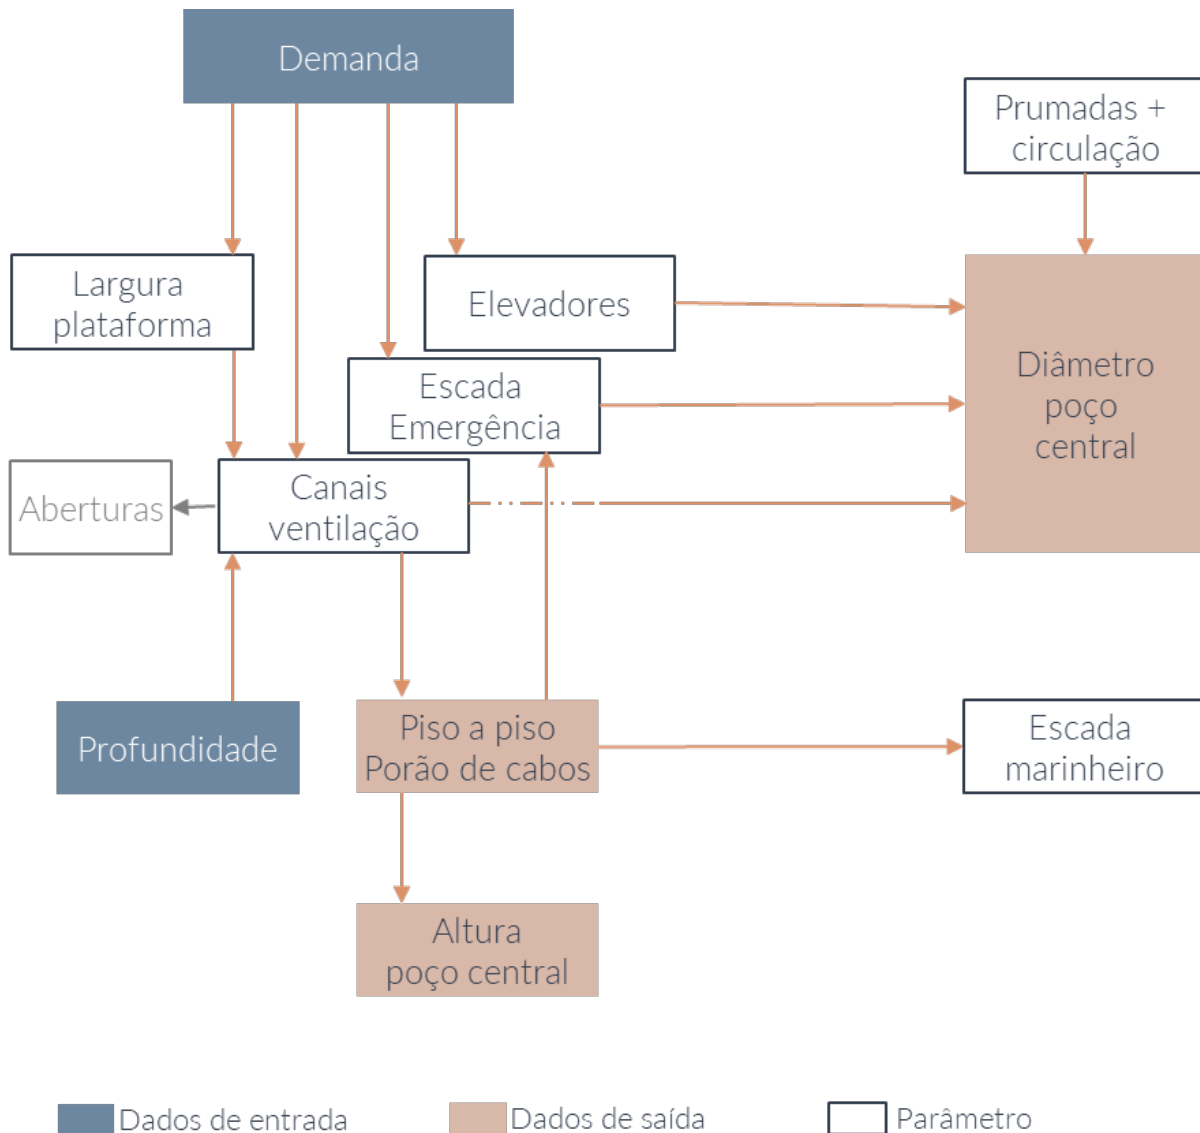 Demanda
Prumadas +
circulação
Largura
plataforma
Elevadores
Escada
Emergência
Diâmetro
poço
central
Aberturas
Canais
ventilação
Profundidade
Piso a piso
Porão de cabos
Escada
marinheiro
Altura
poço central
Dados de entrada
Dados de saída
Parâmetro